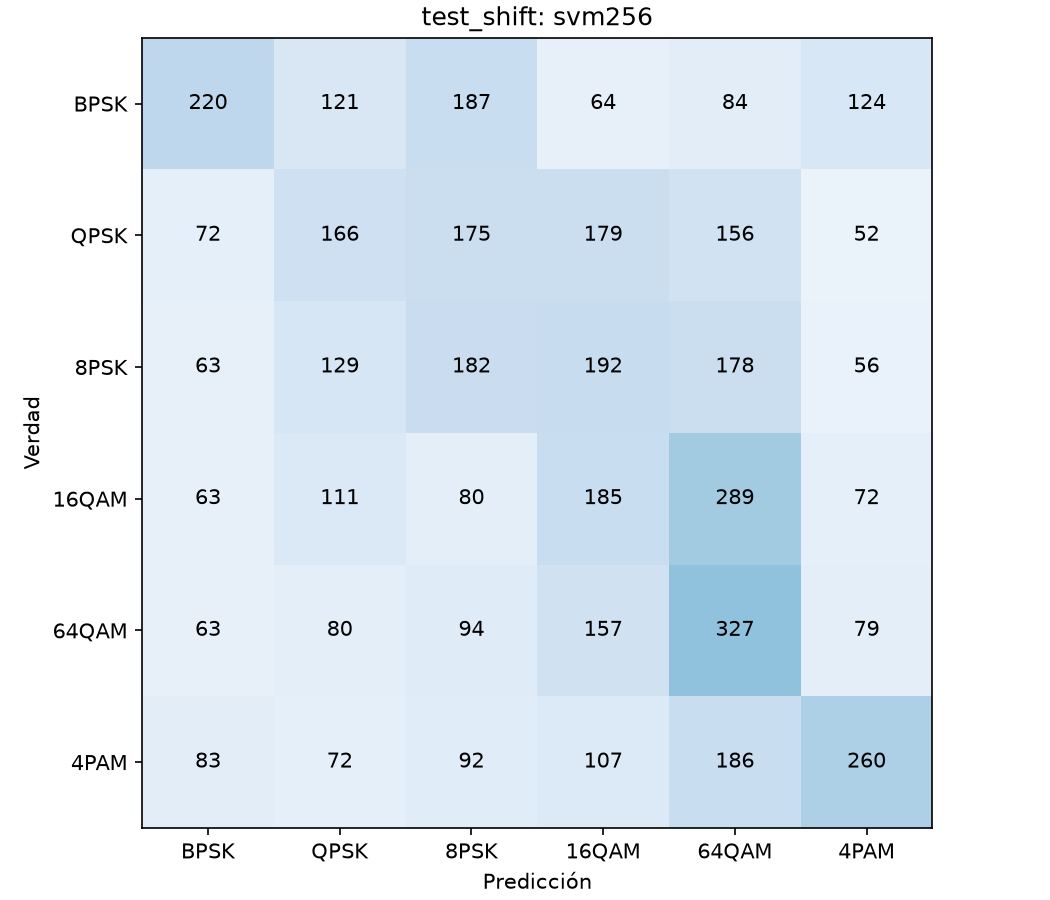 test_shift: svm256
BPSK 220 121 187 64 84 124
QPSK 72 166 175 179 156 52
8PSK 63 129 182 192 178 56
Verdad
16QAM 63 111 80 185 289 72
64QAM 63 80 94 157 327 79
4PAM 83 72 92 107 186 260
BPSK QPSK 8PSK 16QAM 64QAM 4PAM
Predicción